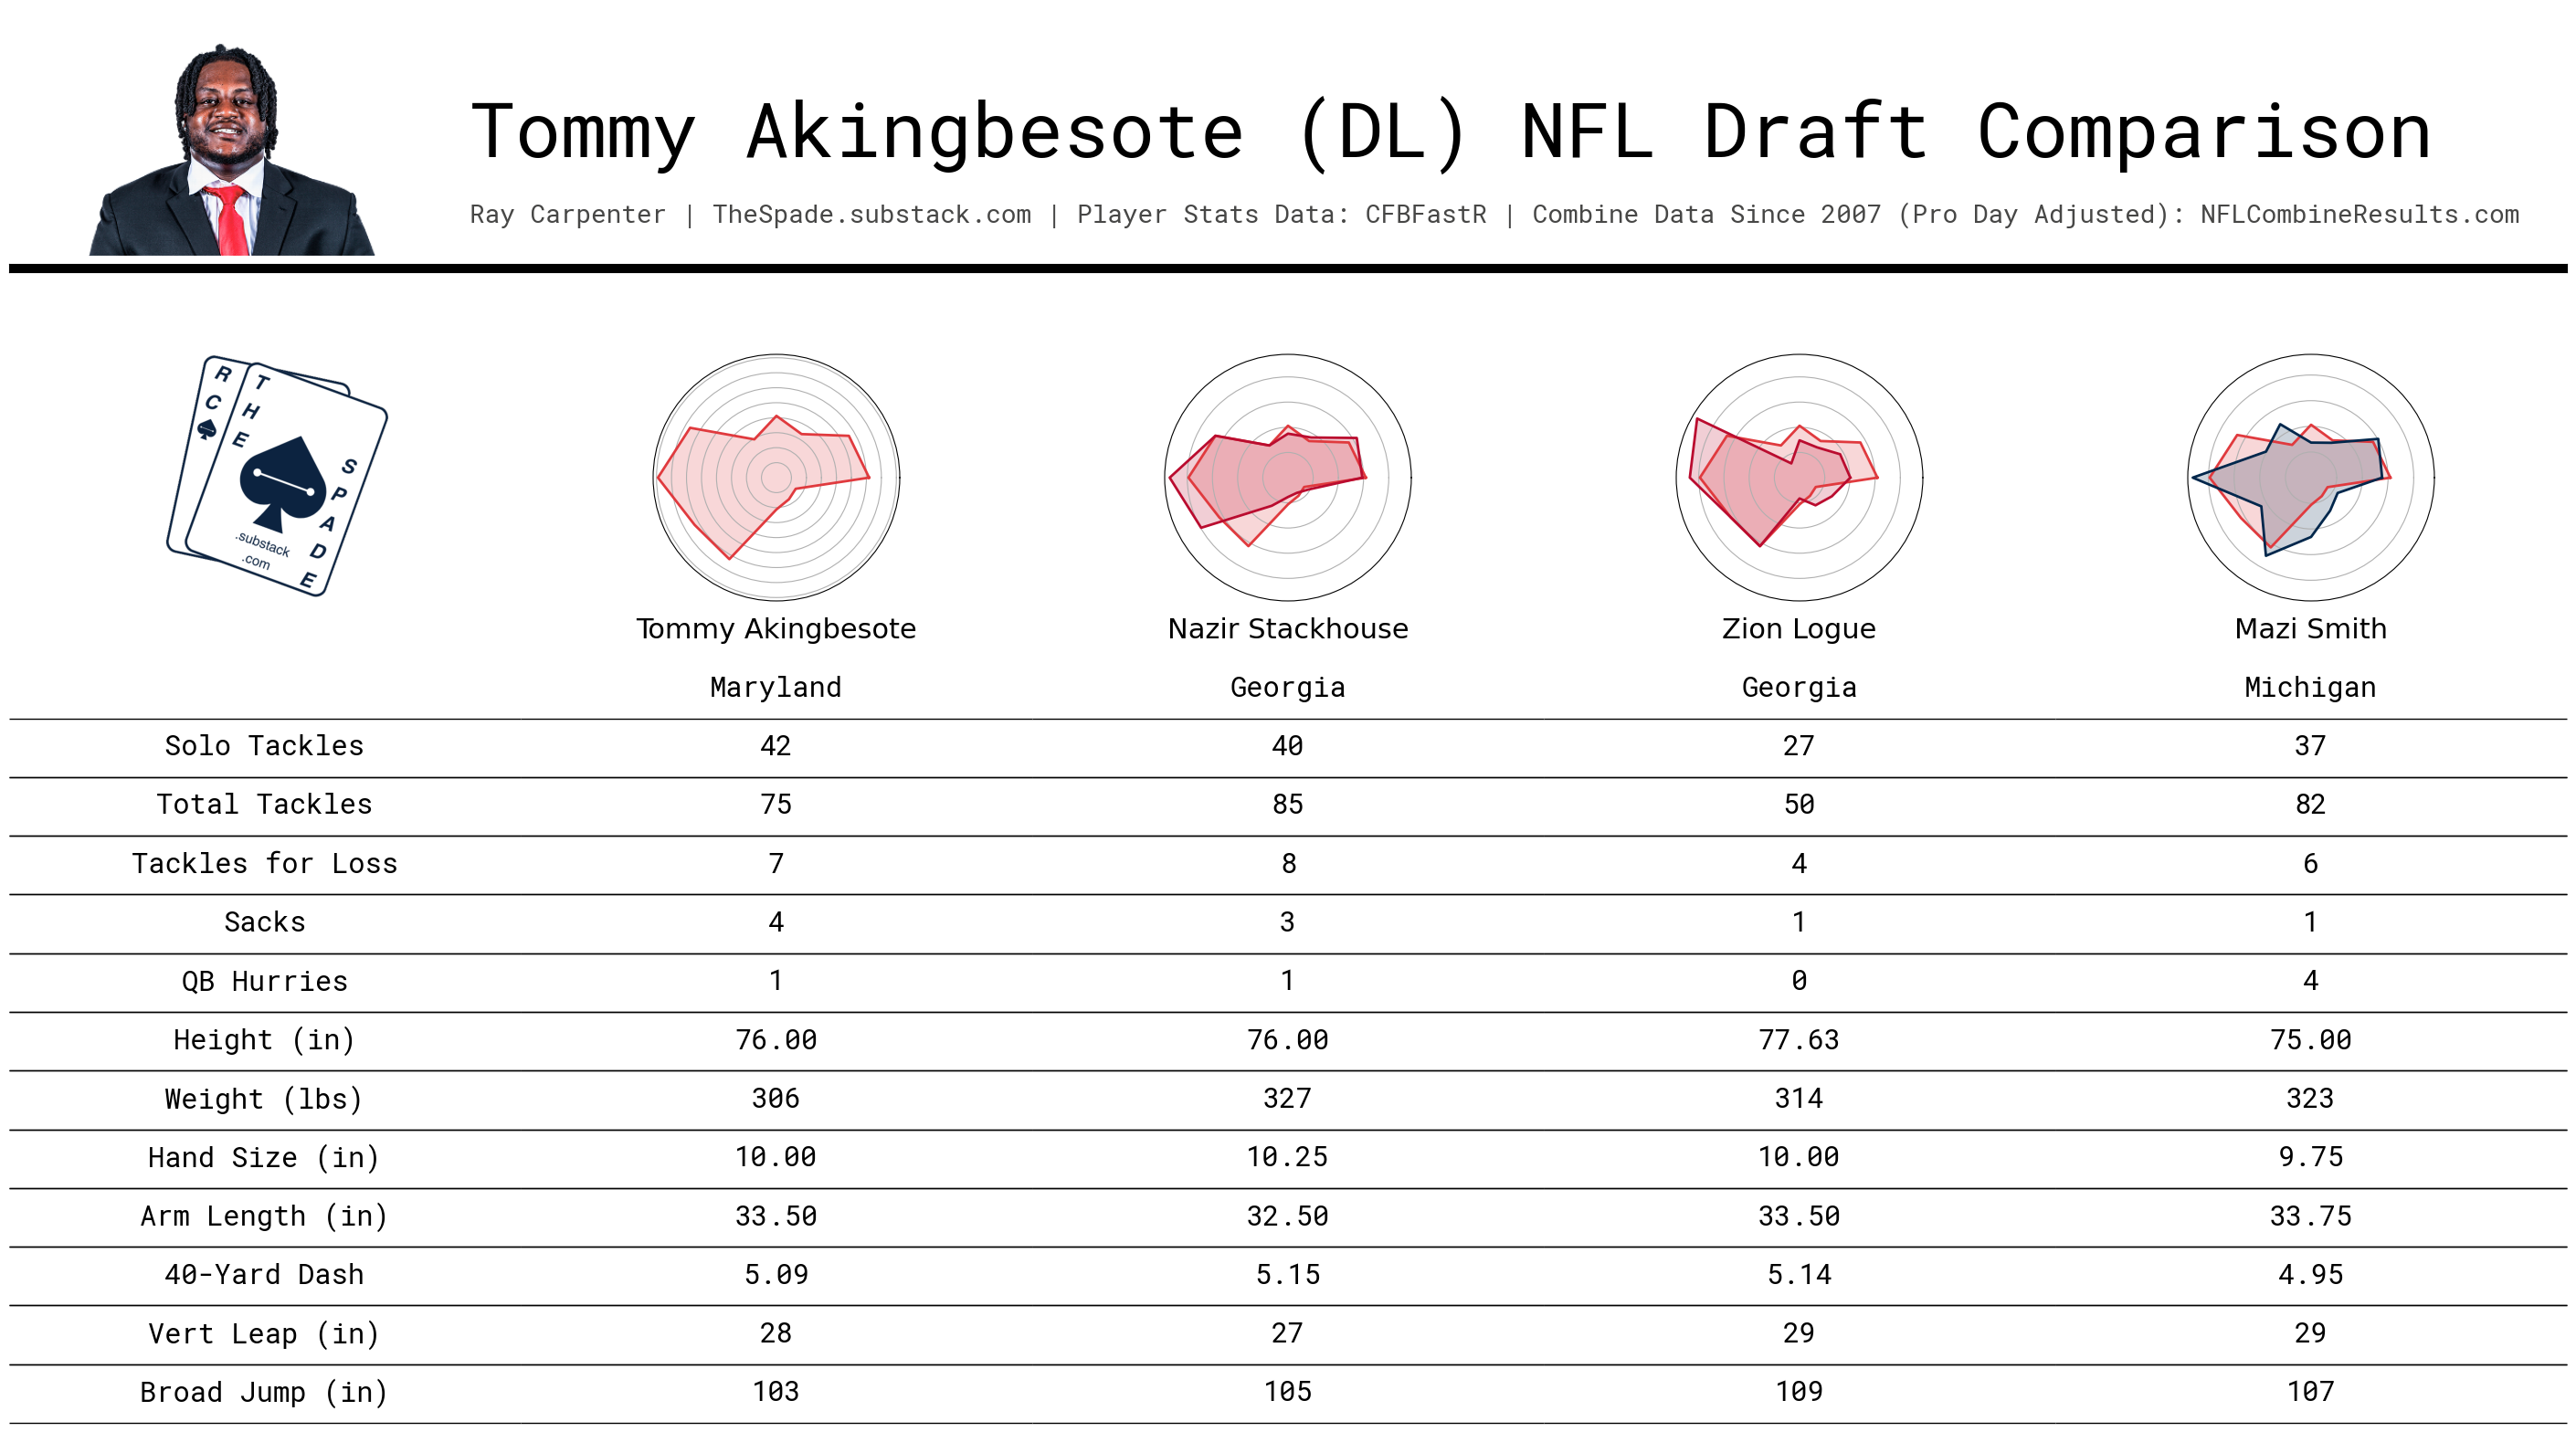 Tommy Akingbesote (DL) NFL Draft Comparison
Ray Carpenter | TheSpade.substack.com | Player Stats Data: CFBFastR | Combine Data Since 2007 (Pro Day Adjusted): NFLCombineResults.com
R C
T H E
S P A D E
.substack
.com
Tommy Akingbesote Nazir Stackhouse Zion Logue Mazi Smith
Maryland Georgia Georgia Michigan
Solo Tackles 42 40 27 37
Total Tackles 75 85 50 82
Tackles for Loss 7 8 4 6
Sacks 4 3 1 1
QB Hurries 1 1 0 4
Height (in) 76.00 76.00 77.63 75.00
Weight (lbs) 306 327 314 323
Hand Size (in) 10.00 10.25 10.00 9.75
Arm Length (in) 33.50 32.50 33.50 33.75
40-Yard Dash 5.09 5.15 5.14 4.95
Vert Leap (in) 28 27 29 29
Broad Jump (in) 103 105 109 107